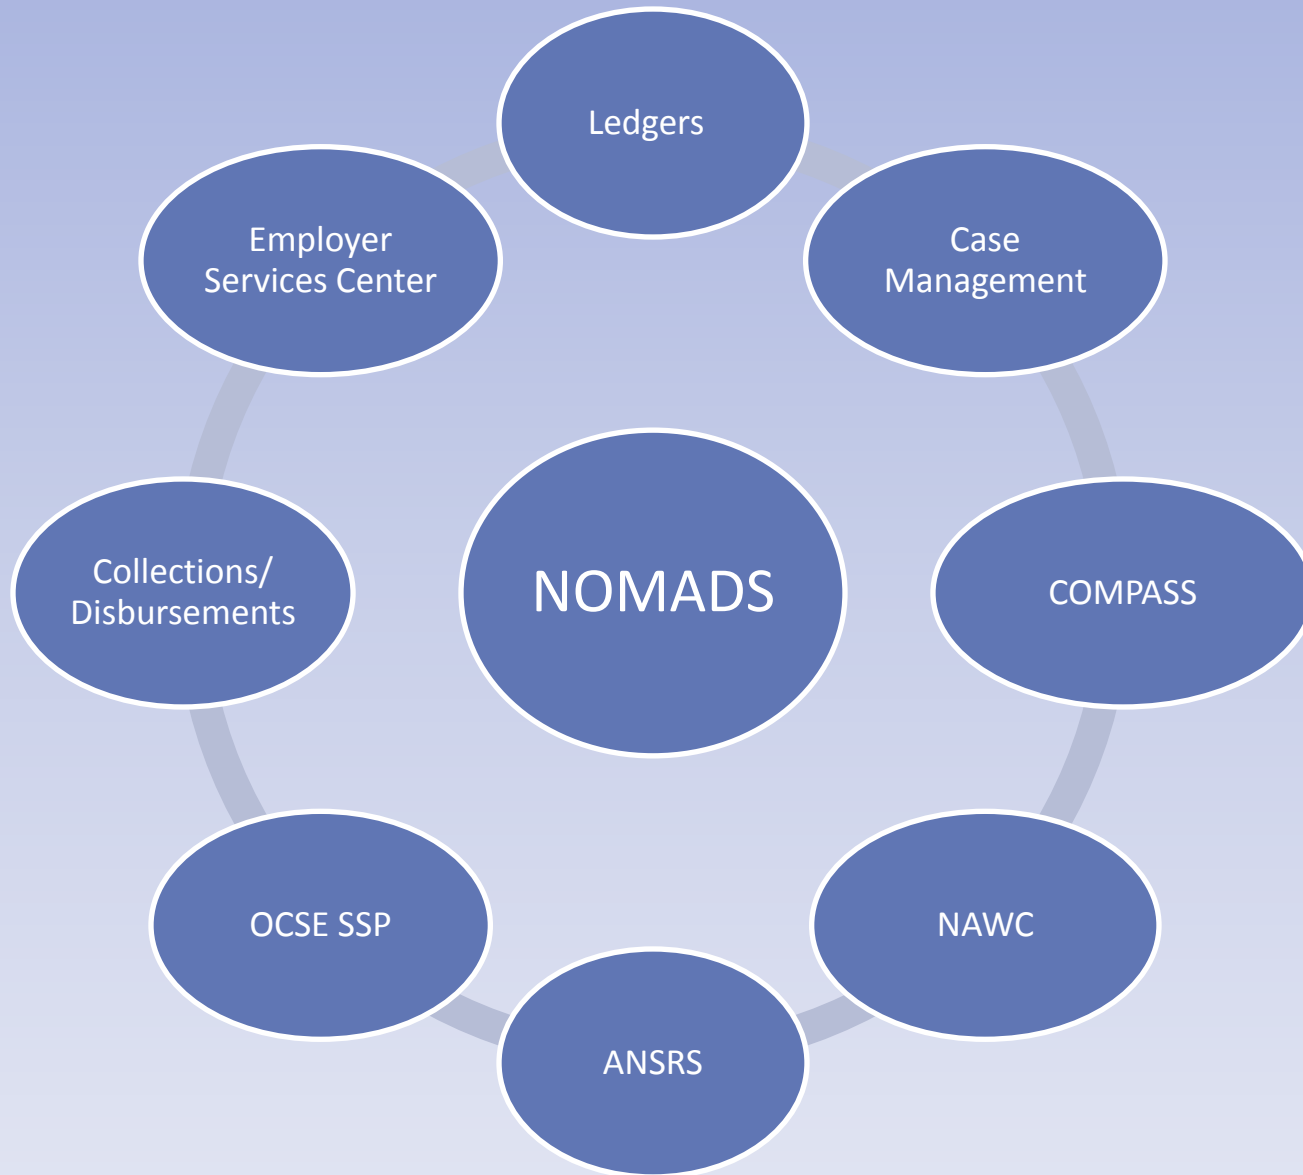 Ledgers
Employer
Services Center
Case
Management
Collections/
Disbursements
NOMADS
COMPASS
OCSE SSP
NAWC
ANSRS